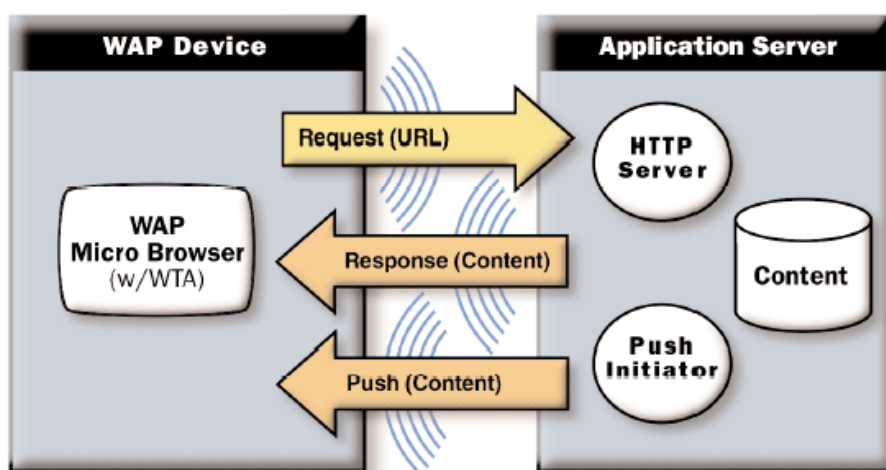 WAP Device
Application Server
Request (URL)
HTTP
Server
WAP
Micro Browser
(w/WTA)
Response (Content)
Content
Push
Initiator
Push (Content)